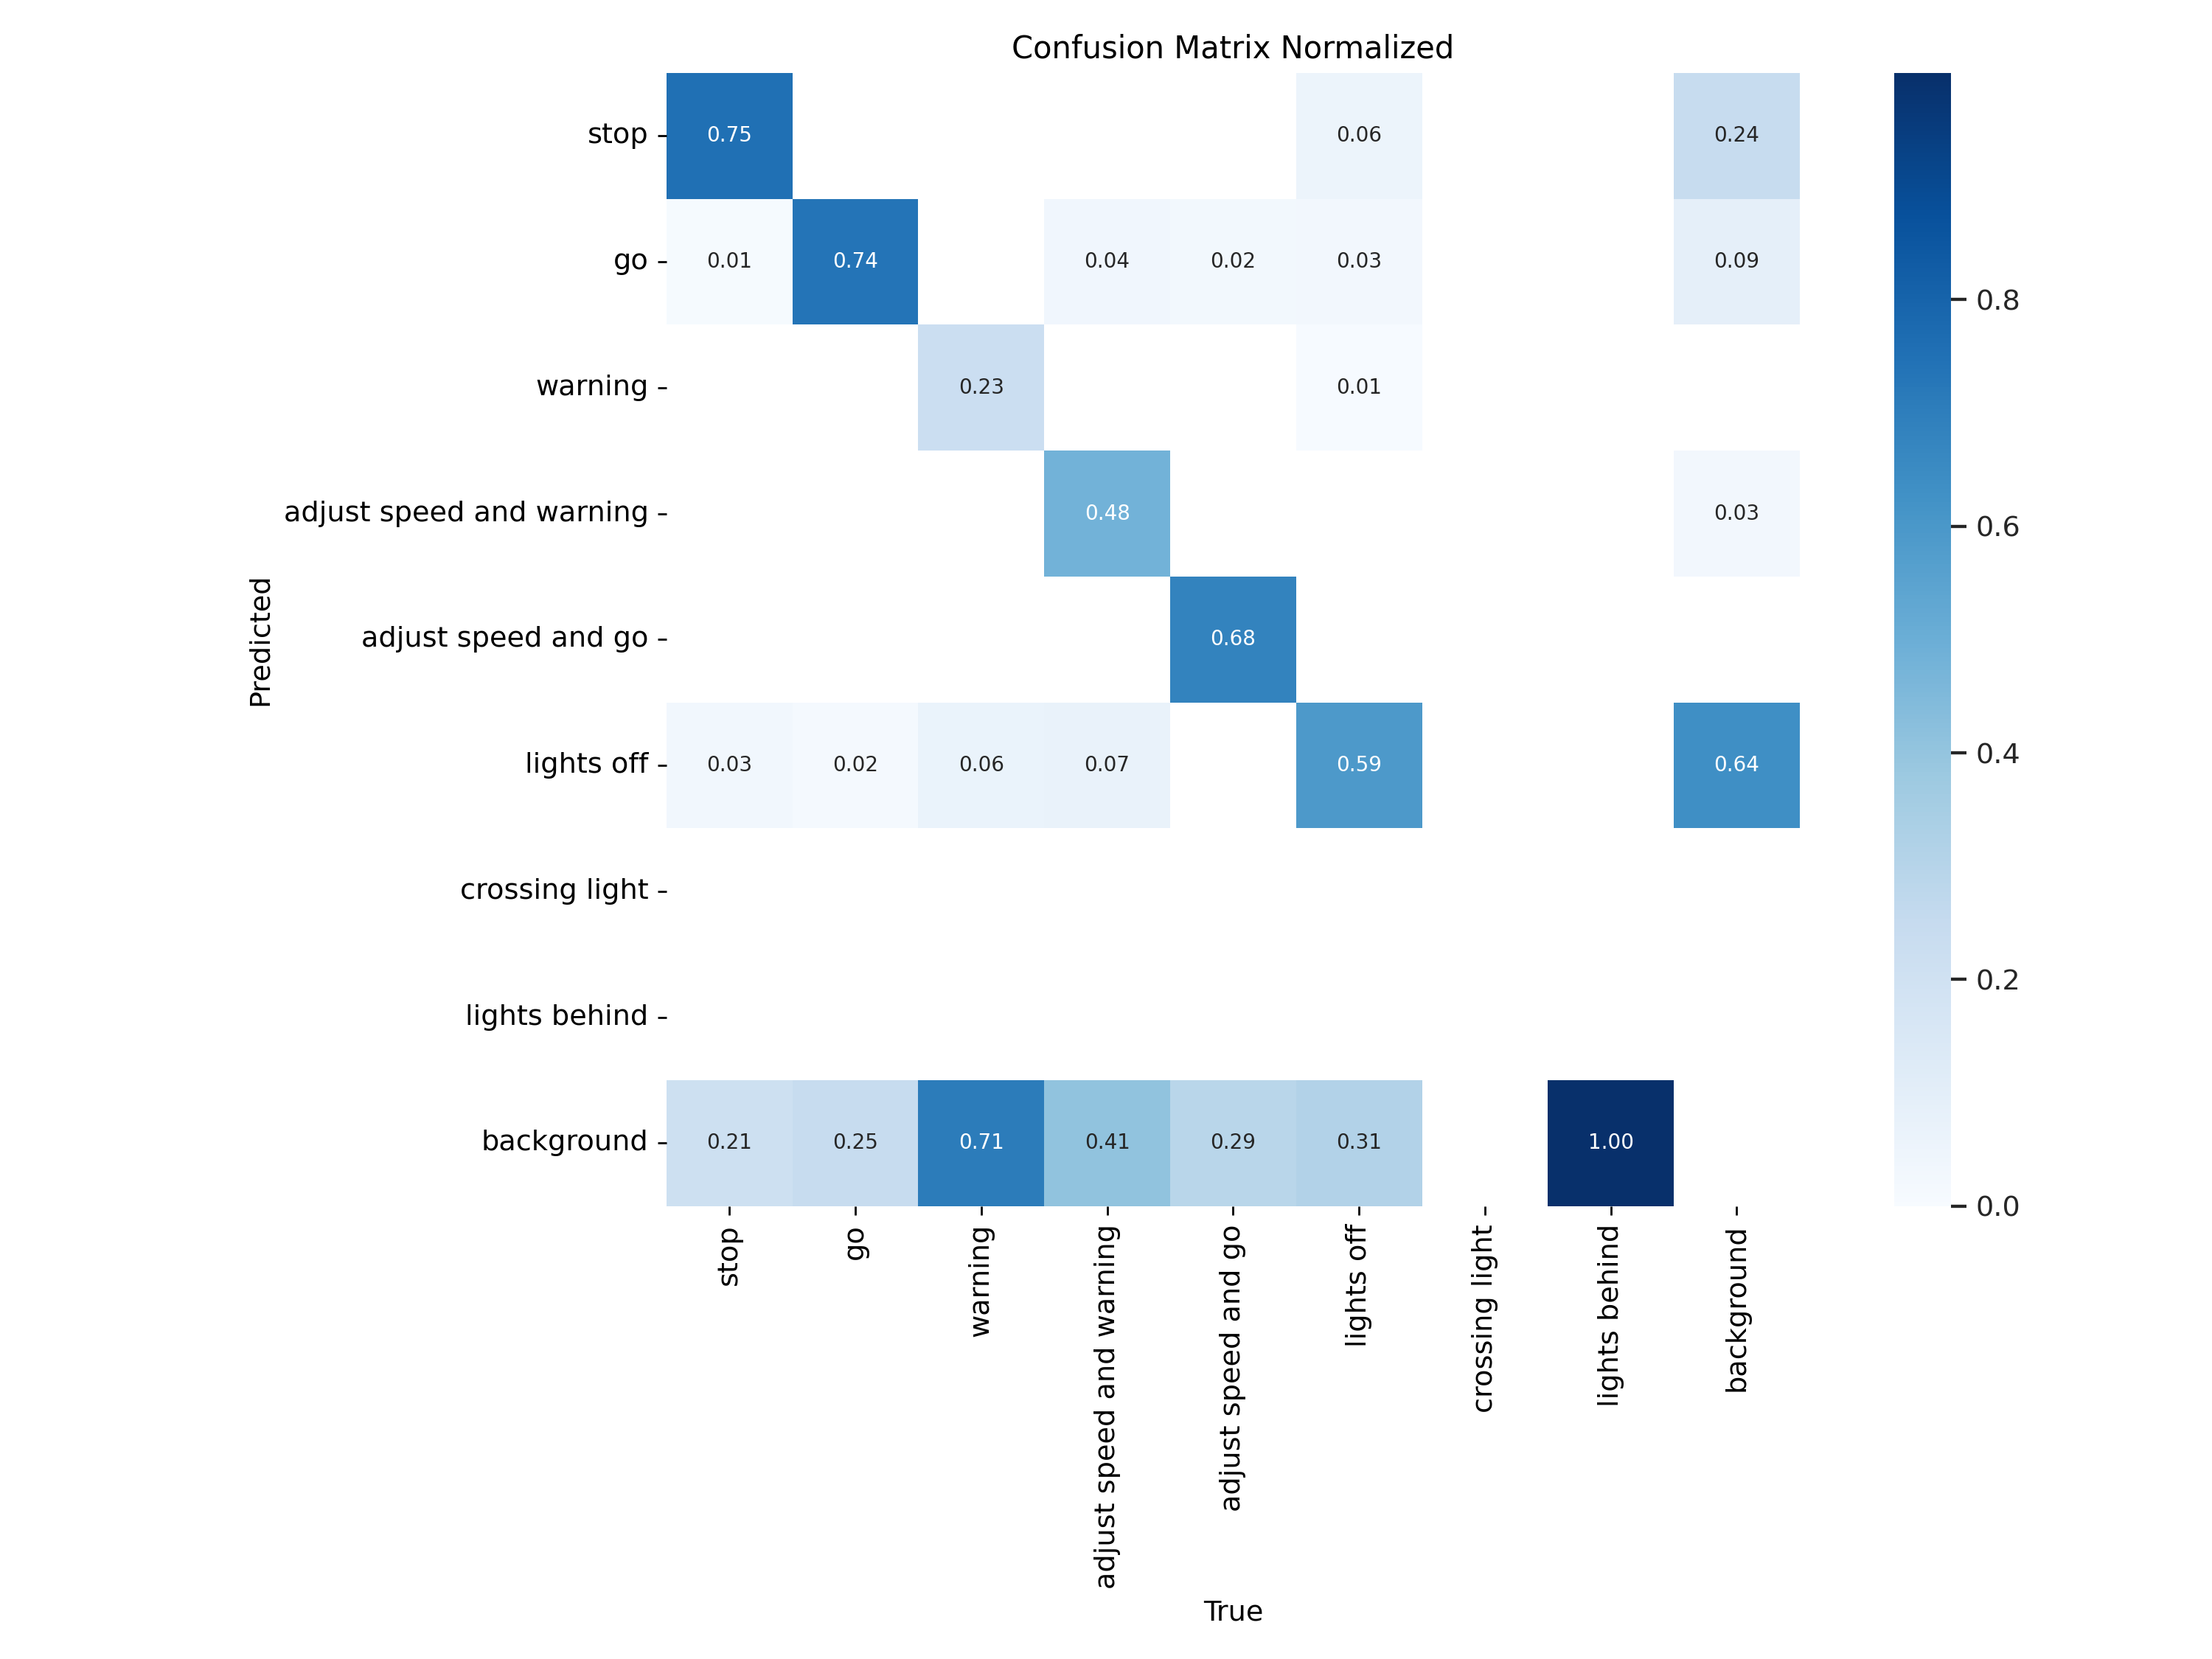 Confusion Matrix Normalized
stop 0.75 0.06 0.24
go 0.01 0.74 0.04 0.02 0.03 0.09
0.8
warning 0.23 0.01
adjust speed and warning 0.48 0.03
0.6
Predicted
adjust speed and go 0.68
lights off 0.03 0.02 0.06 0.07 0.59 0.64
0.4
crossing light
lights behind
0.2
background 0.21 0.25 0.71 0.41 0.29 0.31 1.00
0.0
stop
go
warning
adjust speed and warning
adjust speed and go
lights off
crossing light
lights behind
background
True